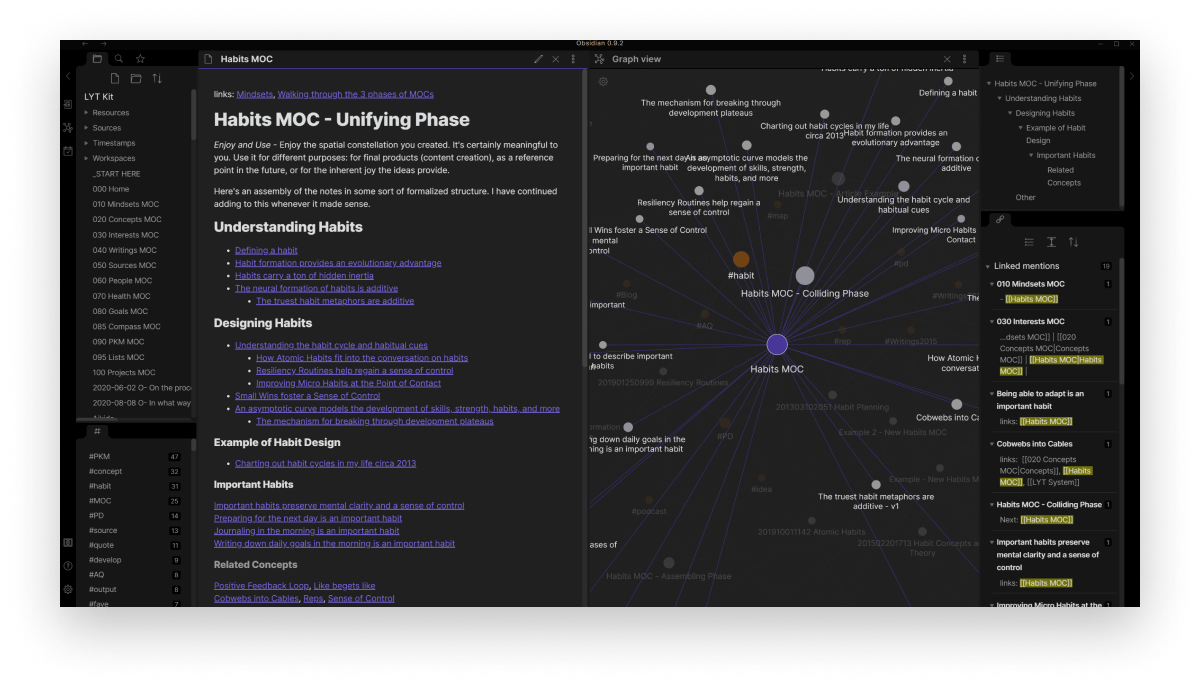 Obsidian 0.9.2
LYT Kit
Resources
Sources
Timestamps
Workspaces
_START HERE
000 Home
010 Mindsets MOC
020 Concepts MOC
030 Interests MOC
040 Writings MOC
050 Sources MOC
060 People MOC
070 Health MOC
080 Goals MOC
085 Compass MOC
090 PKM MOC
095 Lists MOC
100 Projects MOC
2020-06-02 O- On the proc
2020-08-08 O- In what way
#
#PKM 47
#concept 32
#habit 31
#MOC 25
#PD 14
#source 13
#quote 11
#develop 9
#AQ 8
#output 8
#fave 7
Habits MOC
links: Mindsets, Walking through the 3 phases of MOCs
Habits MOC - Unifying Phase
Enjoy and Use - Enjoy the spatial constellation you created. It's certainly meaningful to
you. Use it for different purposes: for final products (content creation), as a reference
point in the future, or for the inherent joy the ideas provide.
Here's an assembly of the notes in some sort of formalized structure. I have continued
adding to this whenever it made sense.
Understanding Habits
• Defining a habit
• Habit formation provides an evolutionary advantage
• Habits carry a ton of hidden inertia
• The neural formation of habits is additive
• The truest habit metaphors are additive
Designing Habits
• Understanding the habit cycle and habitual cues
• How Atomic Habits fit into the conversation on habits
• Resiliency Routines help regain a sense of control
• Improving Micro Habits at the Point of Contact
• Small Wins foster a Sense of Control
• An asymptotic curve models the development of skills, strength, habits, and more
• The mechanism for breaking through development plateaus
Example of Habit Design
• Charting out habit cycles in my life circa 2013
Important Habits
Important habits preserve mental clarity and a sense of control
Preparing for the next day is an important habit
Journaling in the morning is an important habit
Writing down daily goals in the morning is an important habit
Related Concepts
Positive Feedback Loop, Like begets like
Cobwebs into Cables, Reps, Sense of Control
Graph view
Habits carry a ton of hidden inertia
Defining a habit
The mechanism for breaking through
development plateaus
Charting out habit cycles in my life
circa 2013
Habit formation provides an
evolutionary advantage
Preparing for the next day is an
important habit
An asymptotic curve models the
development of skills, strength,
habits, and more
The neural formation o
additive
Habits MOC - Article Example
Understanding the habit cycle and
habitual cues
Resiliency Routines help regain a
sense of control
#map
ll Wins foster a Sense of Control
Improving Micro Habits
Contact
mental
ontrol
#pd
#habit
Habits MOC - Colliding Phase
#Blog
#Writings
The
important
#AQ
#rep
#Writings2015
Habits MOC
l to describe important
habits
How Atomic H
conversat
201901250999 Resiliency Routines
201303102051 Habit Planning
Cobwebs into Ca
Example 2 - New Habits MOC
ormation
#PD
ng down daily goals in the
ning is an important habit
Example - New Habits M
#idea
The truest habit metaphors are
additive - v1
#podcast
201910011142 Atomic Habits
201502201713 Habit Concepts a
Theory
ases of
Habits MOC - Assembling Phase
Habits MOC - Unifying Phase
Understanding Habits
Designing Habits
Example of Habit
Design
Important Habits
Related
Concepts
Other
Linked mentions 19
010 Mindsets MOC 1
- [[Habits MOC]]
030 Interests MOC 1
...dsets MOC]] | [[020
Concepts MOC|Concepts
MOC]] | [[Habits MOC|Habits
MOC]] |
Being able to adapt is an 1
important habit
links: [[Habits MOC]]
Cobwebs into Cables 1
links: [[020 Concepts
MOC|Concepts]], [[Habits
MOC]], [[LYT System]]
Habits MOC - Colliding Phase 1
Next: [[Habits MOC]]
Important habits preserve 1
mental clarity and a sense of
control
links: [[Habits MOC]]
Improving Micro Habits at the 1